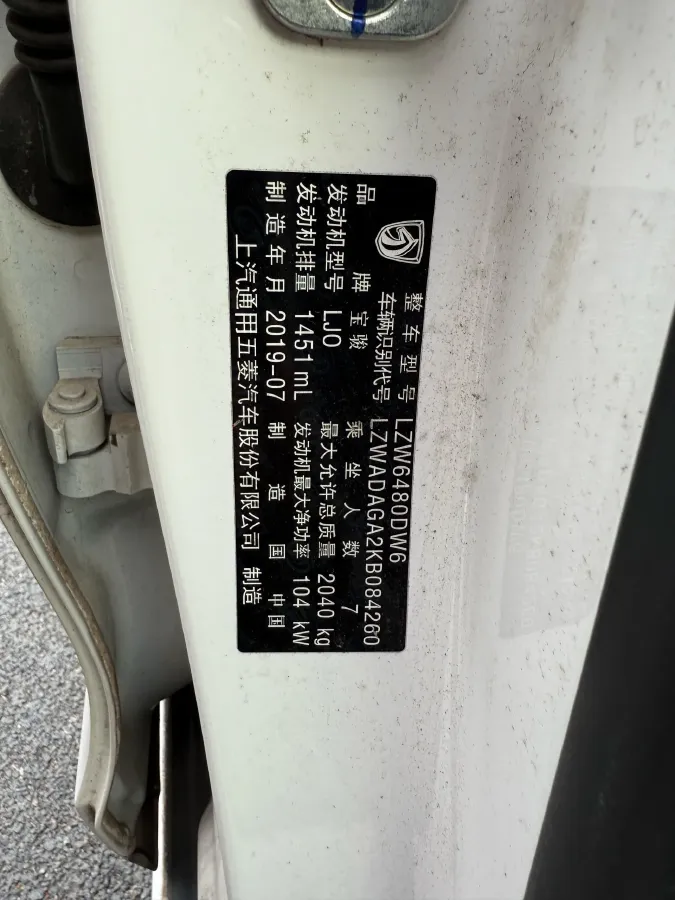 整车型号 LZW6480DW6
车辆识别代号 LZWADAGA2KB084260
品牌 宝骏 乘坐人数 7
发动机型号 LJO 最大允许总质量 2040 kg
发动机排量 1451 mL 发动机最大净功率 104 kW
制造年月 2019-07 制造国 中国
上汽通用五菱汽车股份有限公司 制造